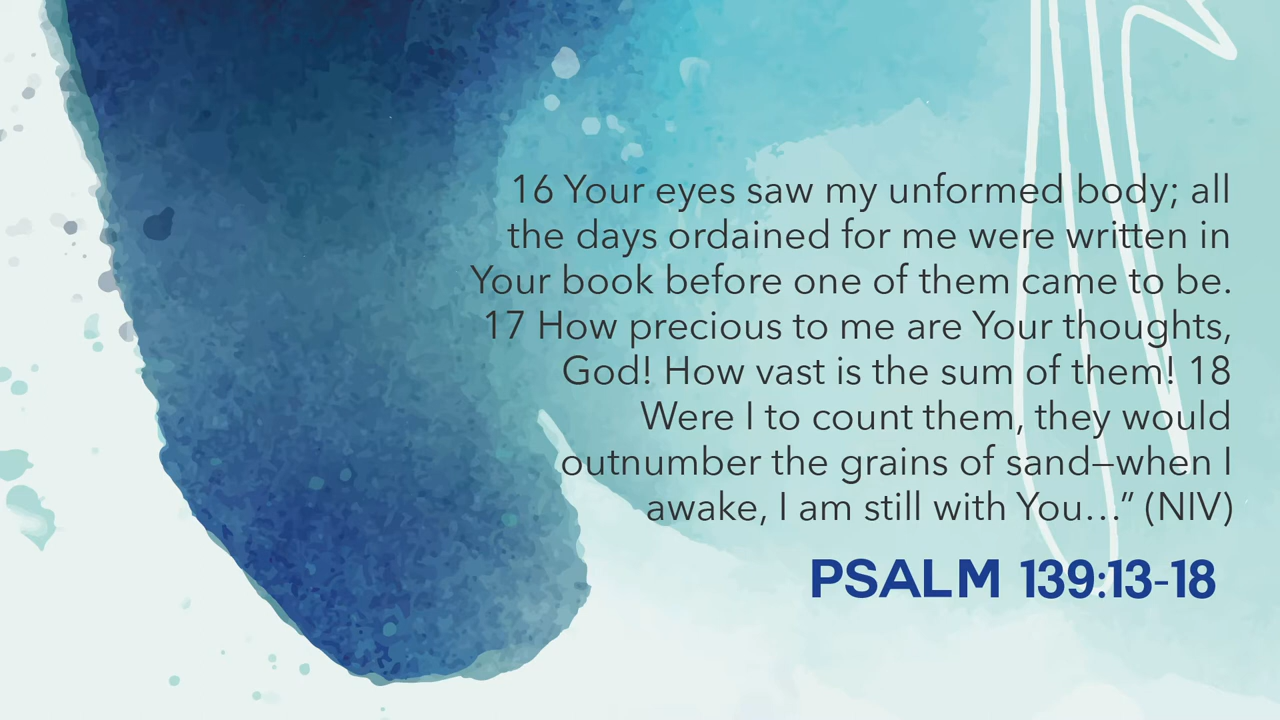 16 Your eyes saw my unformed body; all
the days ordained for me were written in
Your book before one of them came to be.
17 How precious to me are Your thoughts,
God! How vast is the sum of them! 18
Were I to count them, they would
outnumber the grains of sand—when I
awake, I am still with You…” (NIV)
PSALM 139:13-18